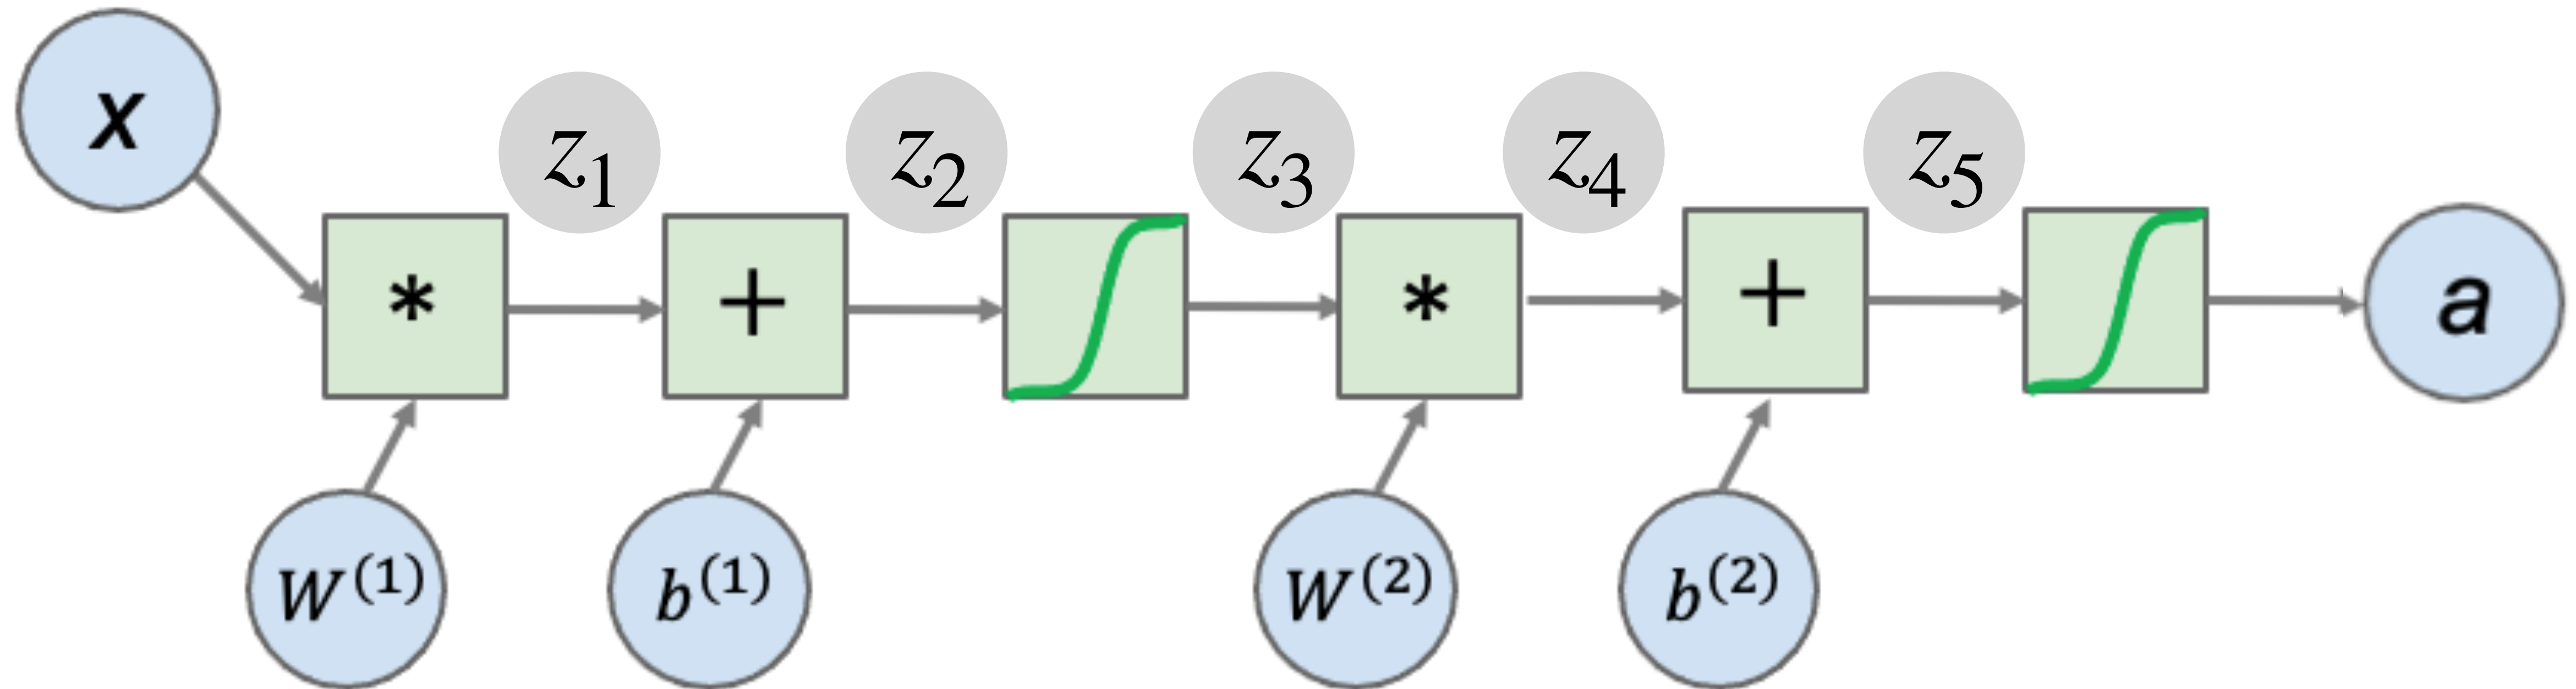 x
z₁ z₂ z₃ z₄ z₅
* + * + a
W⁽¹⁾ b⁽¹⁾ W⁽²⁾ b⁽²⁾